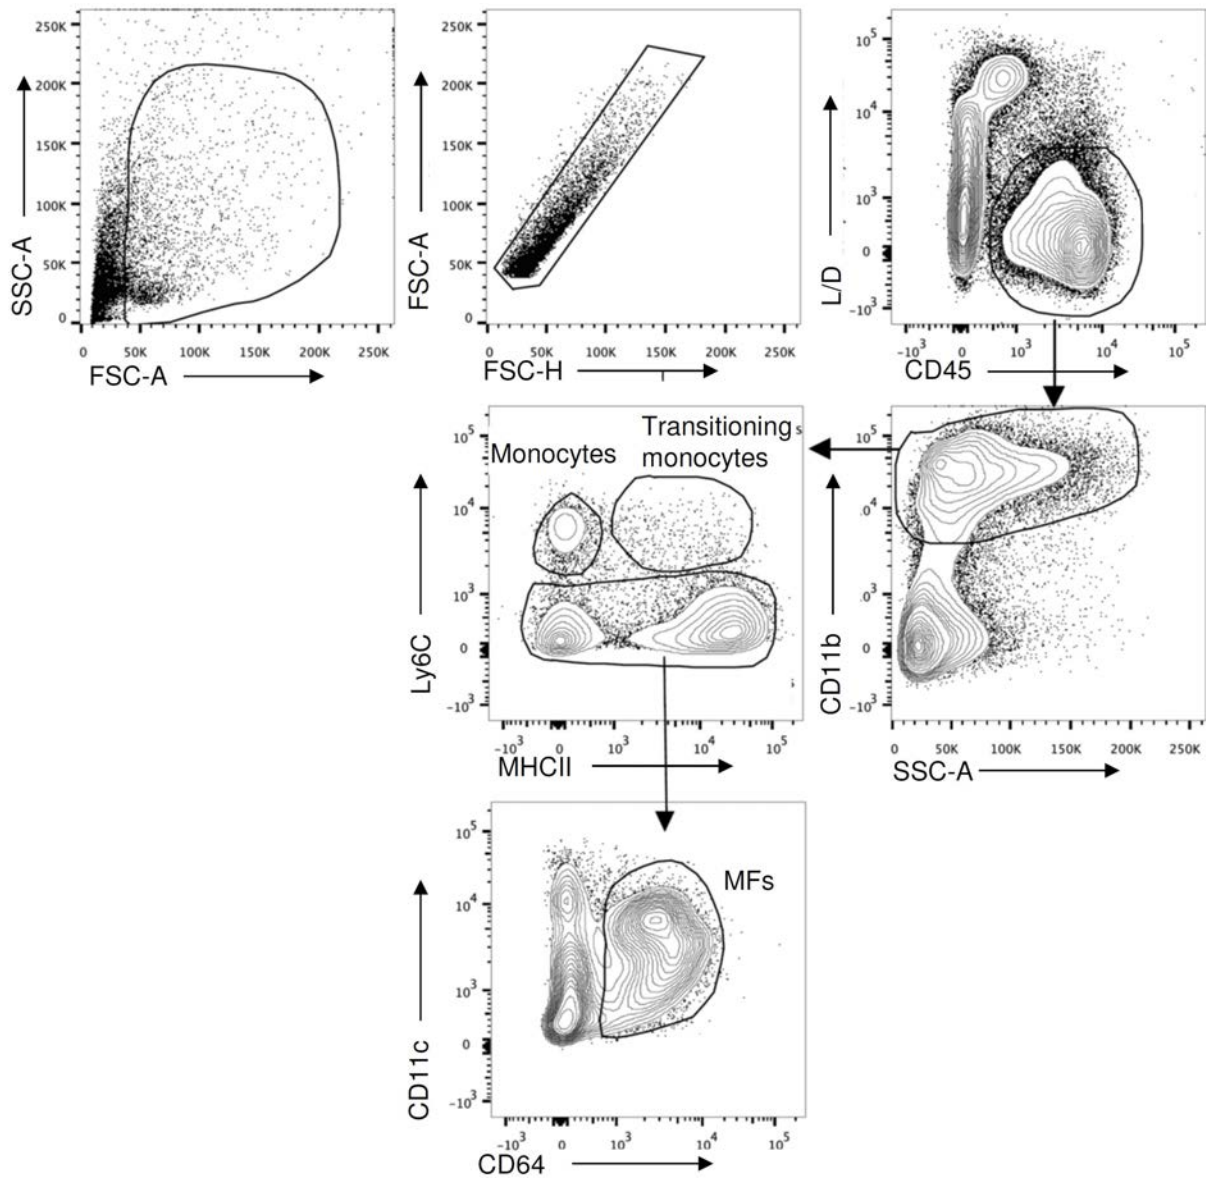 250K
200K
150K
100K
50K
0
SSC-A
0 50K 100K 150K 200K 250K
FSC-A
250K
200K
150K
100K
50K
0
FSC-A
0 50K 100K 150K 200K 250K
FSC-H
10^5
10^4
10^3
0
-10^3
L/D
-10^3 0 10^3 10^4 10^5
CD45
10^5
10^4
10^3
0
-10^3
Ly6C
Monocytes
Transitioning s
monocytes
-10^3 0 10^3 10^4 10^5
MHCII
10^5
10^4
10^3
0
-10^3
CD11b
0 50K 100K 150K 200K 250K
SSC-A
10^5
10^4
10^3
0
-10^3
CD11c
MFs
-10^3 0 10^3 10^4 10^5
CD64